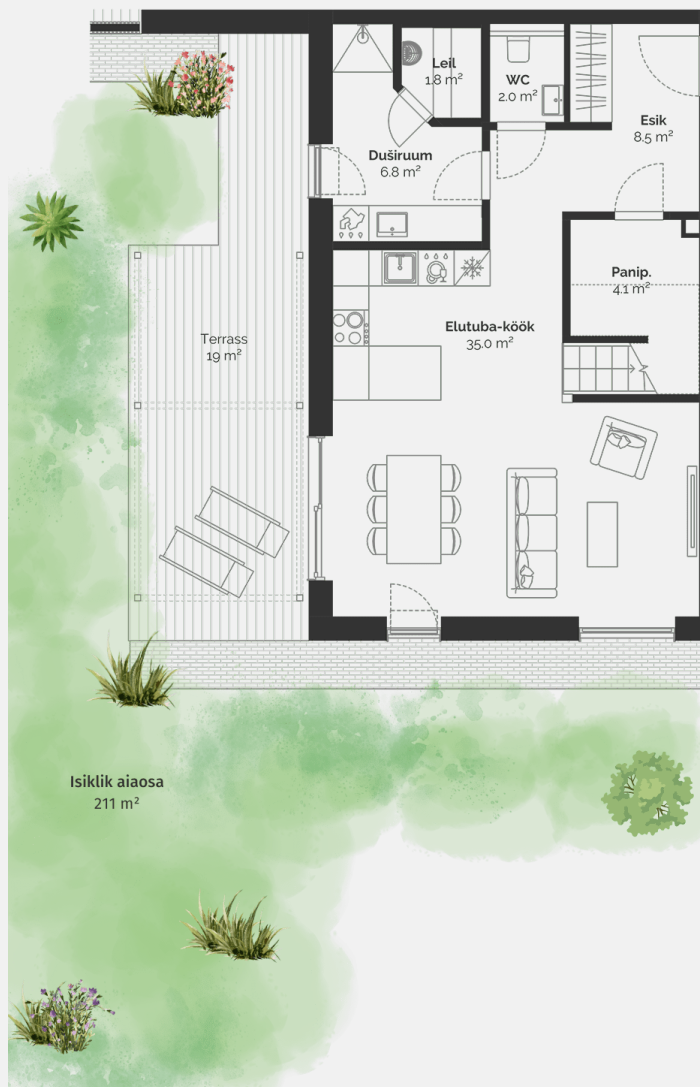 Leil
1.8 m²
WC
2.0 m²
Esik
8.5 m²
Duširuum
6.8 m²
Panip.
4.1 m²
Elutuba-köök
35.0 m²
Terrass
19 m²
Isiklik aiaosa
211 m²